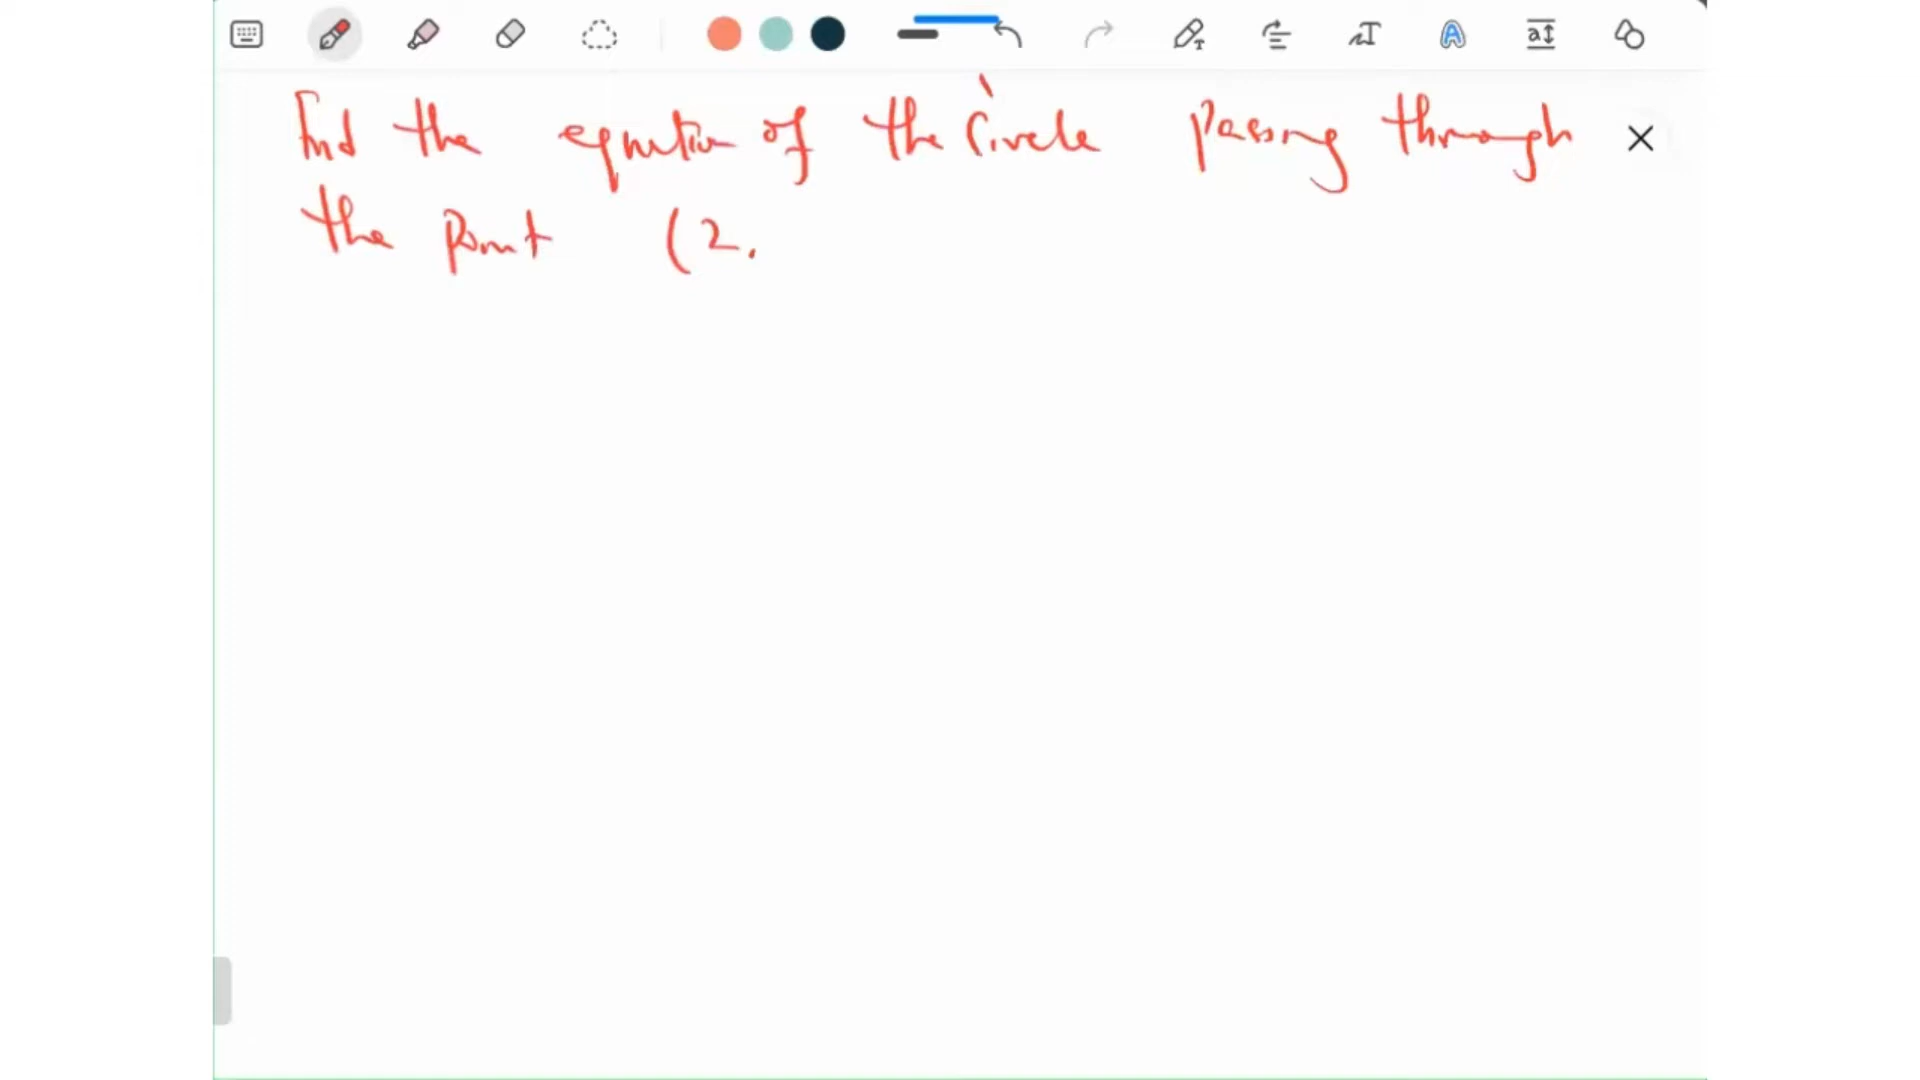 Find the equation of the Circle passing through
the point (2,